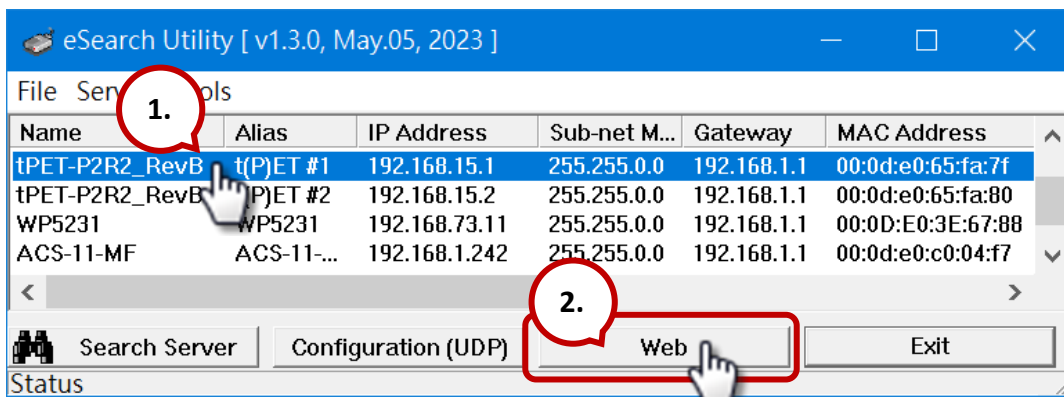 eSearch Utility [ v1.3.0, May.05, 2023 ]
File Ser ols
1.
Name Alias IP Address Sub-net M... Gateway MAC Address
tPET-P2R2_RevB t(P)ET #1 192.168.15.1 255.255.0.0 192.168.1.1 00:0d:e0:65:fa:7f
tPET-P2R2_RevB (P)ET #2 192.168.15.2 255.255.0.0 192.168.1.1 00:0d:e0:65:fa:80
WP5231 WP5231 192.168.73.11 255.255.0.0 192.168.1.1 00:0D:E0:3E:67:88
ACS-11-MF ACS-11-... 192.168.1.242 255.255.0.0 192.168.1.1 00:0d:e0:c0:04:f7
2.
Search Server Configuration (UDP) Web Exit
Status